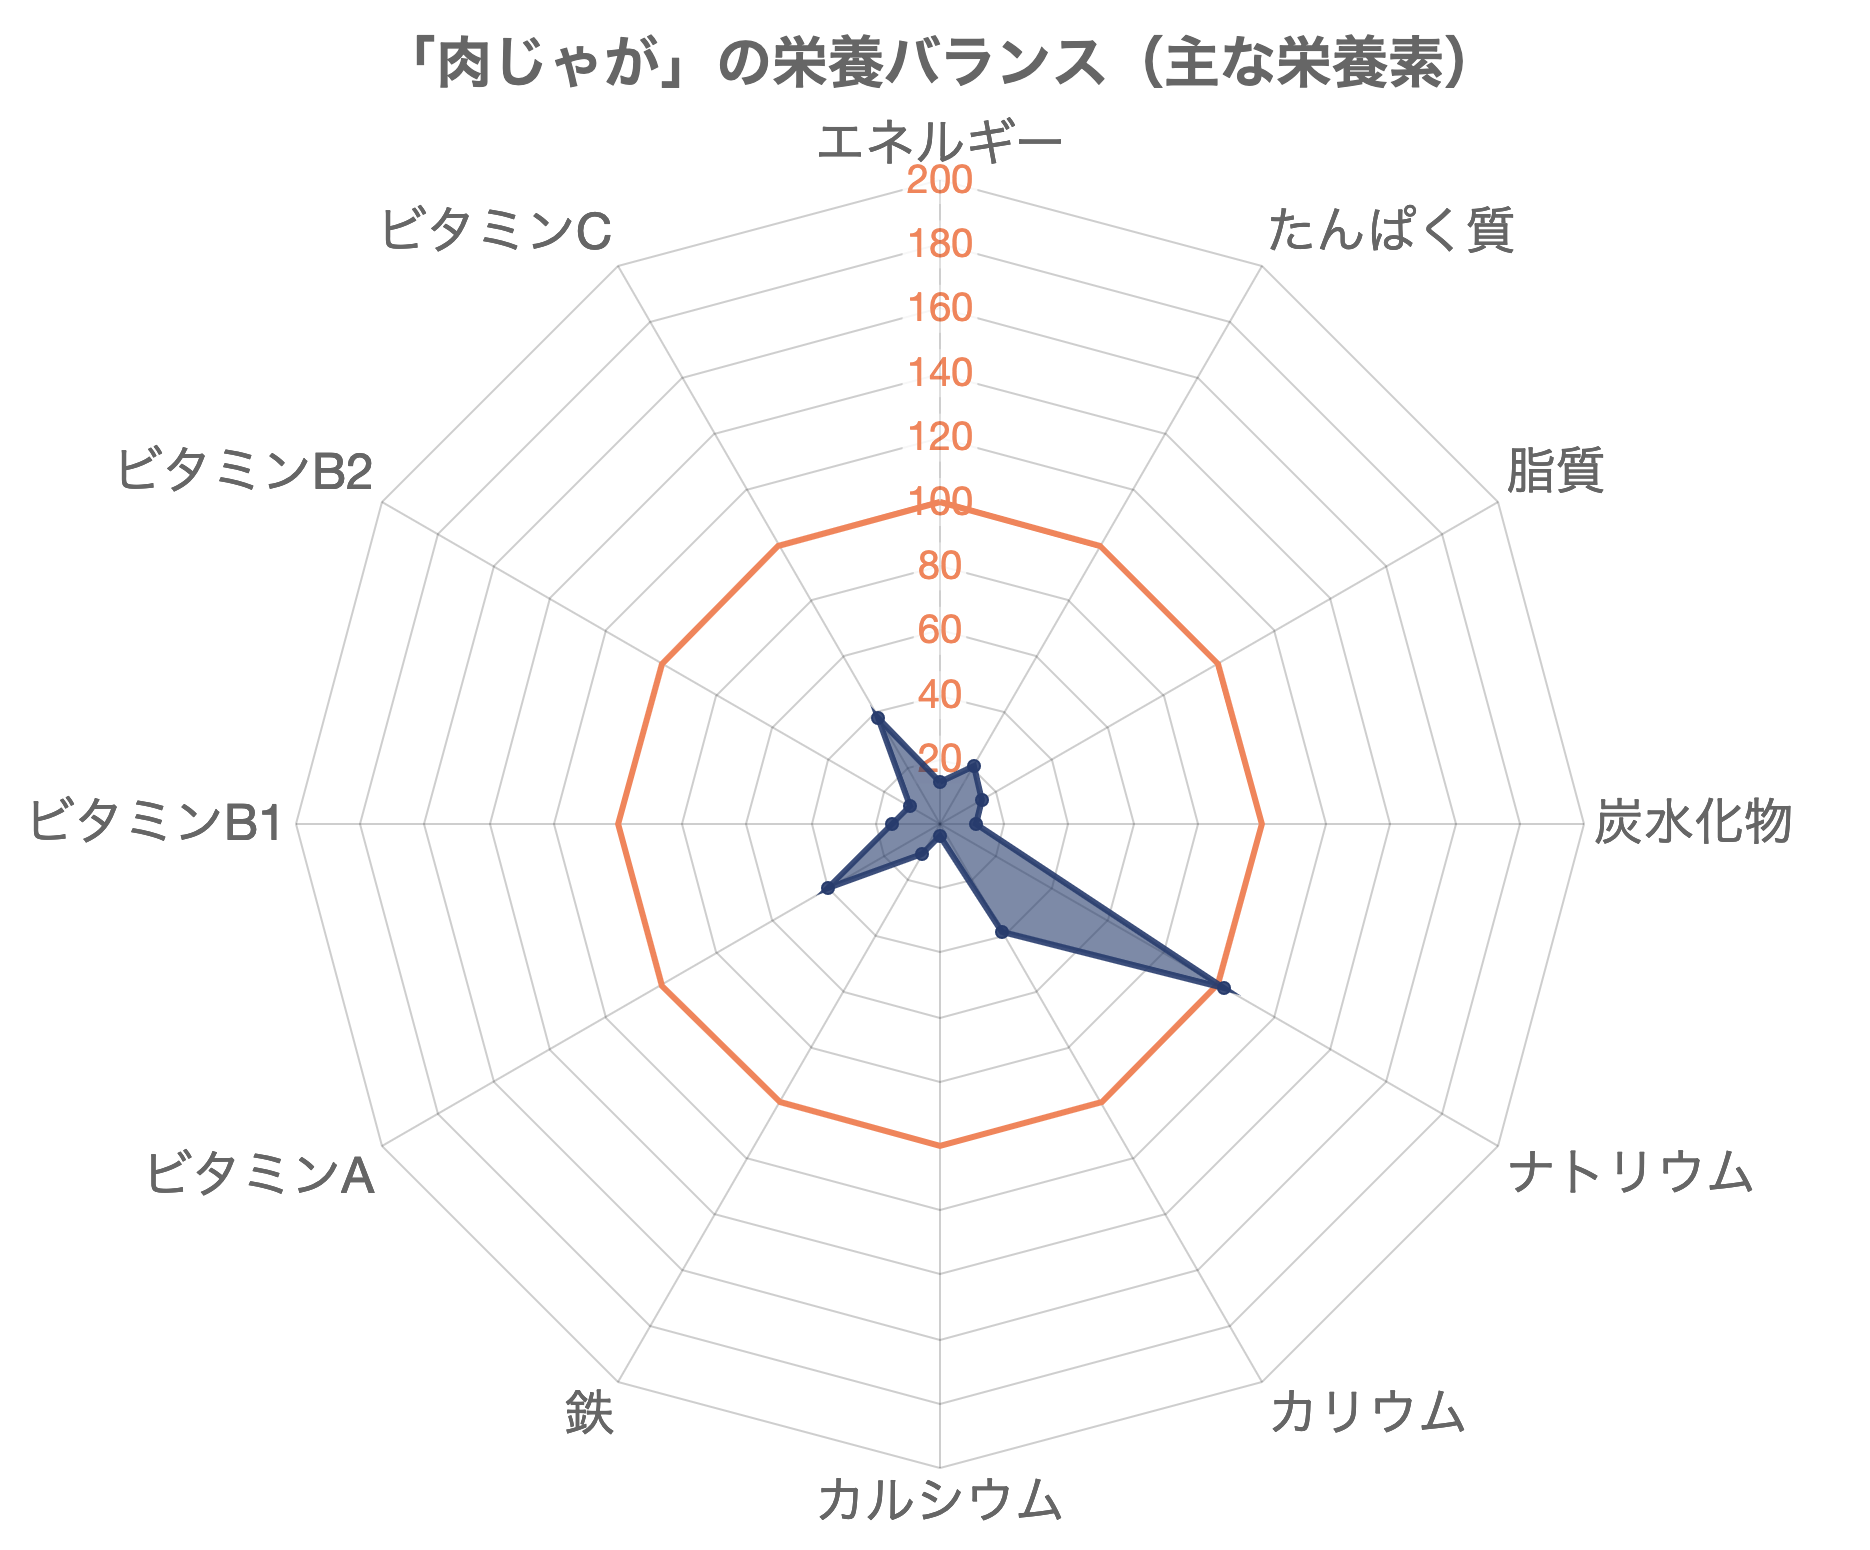 「肉じゃが」の栄養バランス（主な栄養素）
エネルギー
たんぱく質
脂質
炭水化物
ナトリウム
カリウム
カルシウム
鉄
ビタミンA
ビタミンB1
ビタミンB2
ビタミンC
200
180
160
140
120
100
80
60
40
20